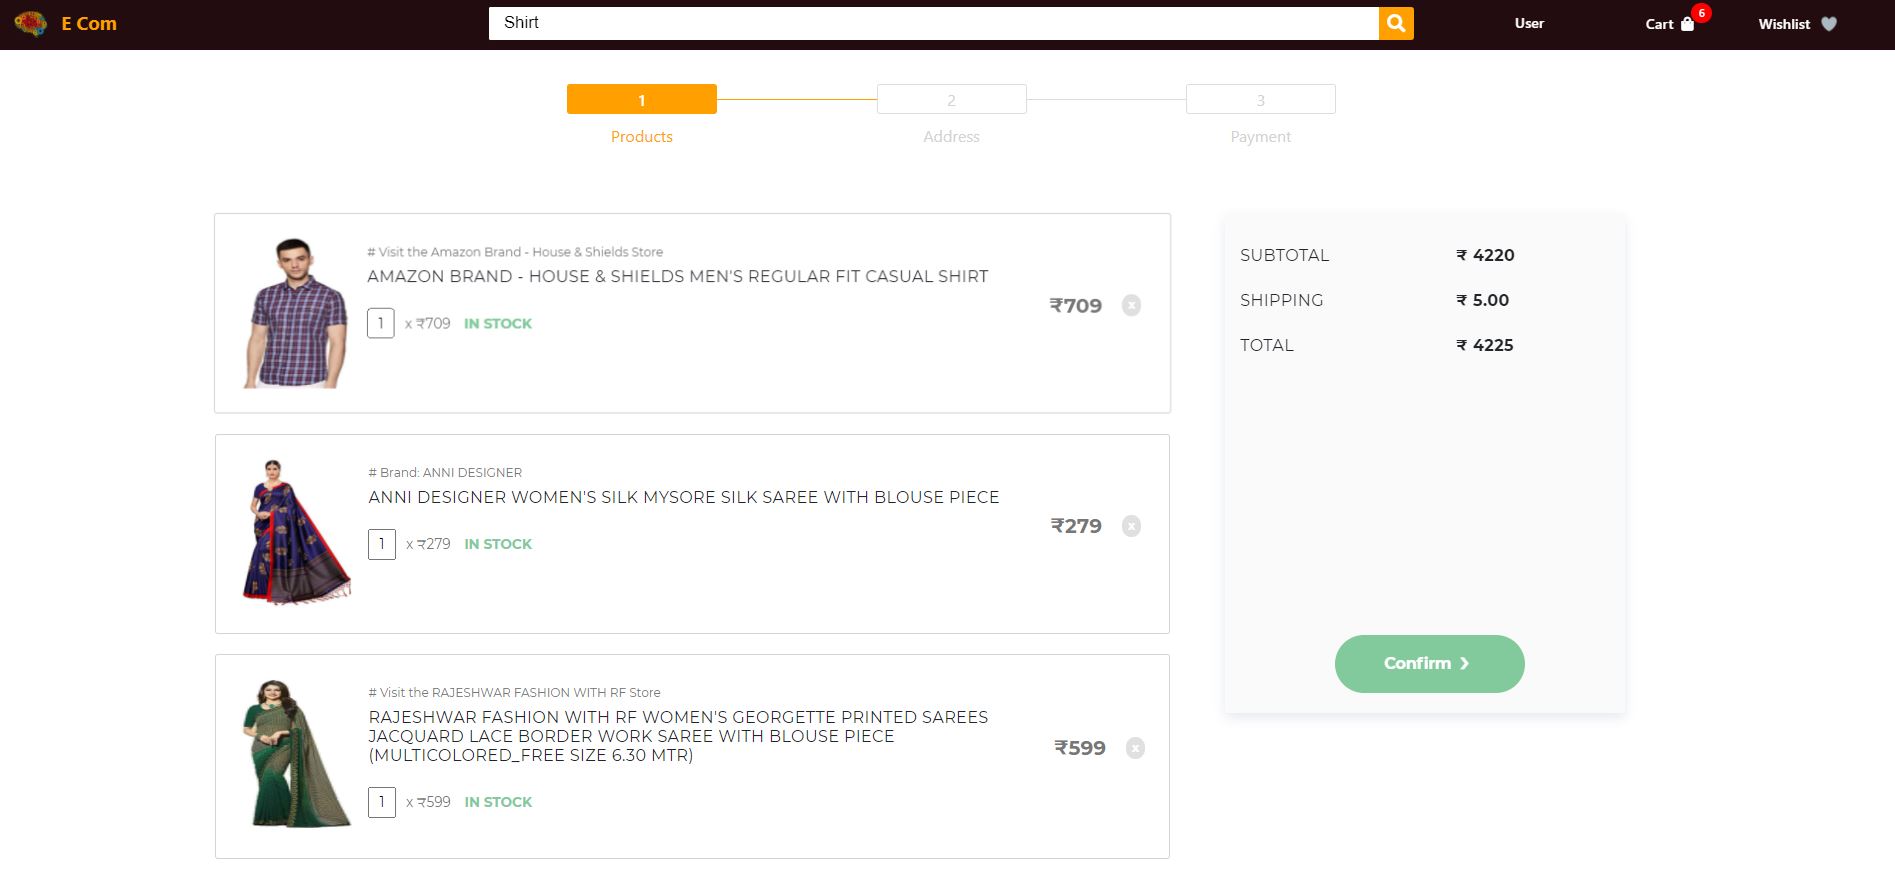 E Com
Shirt
User
Cart
6
Wishlist
1
2
3
Products
Address
Payment
# Visit the Amazon Brand - House & Shields Store
AMAZON BRAND - HOUSE & SHIELDS MEN'S REGULAR FIT CASUAL SHIRT
1 x ₹709 IN STOCK
₹709
x
# Brand: ANNI DESIGNER
ANNI DESIGNER WOMEN'S SILK MYSORE SILK SAREE WITH BLOUSE PIECE
1 x ₹279 IN STOCK
₹279
x
# Visit the RAJESHWAR FASHION WITH RF Store
RAJESHWAR FASHION WITH RF WOMEN'S GEORGETTE PRINTED SAREES
JACQUARD LACE BORDER WORK SAREE WITH BLOUSE PIECE
(MULTICOLORED_FREE SIZE 6.30 MTR)
1 x ₹599 IN STOCK
₹599
x
SUBTOTAL ₹ 4220
SHIPPING ₹ 5.00
TOTAL ₹ 4225
Confirm ❯